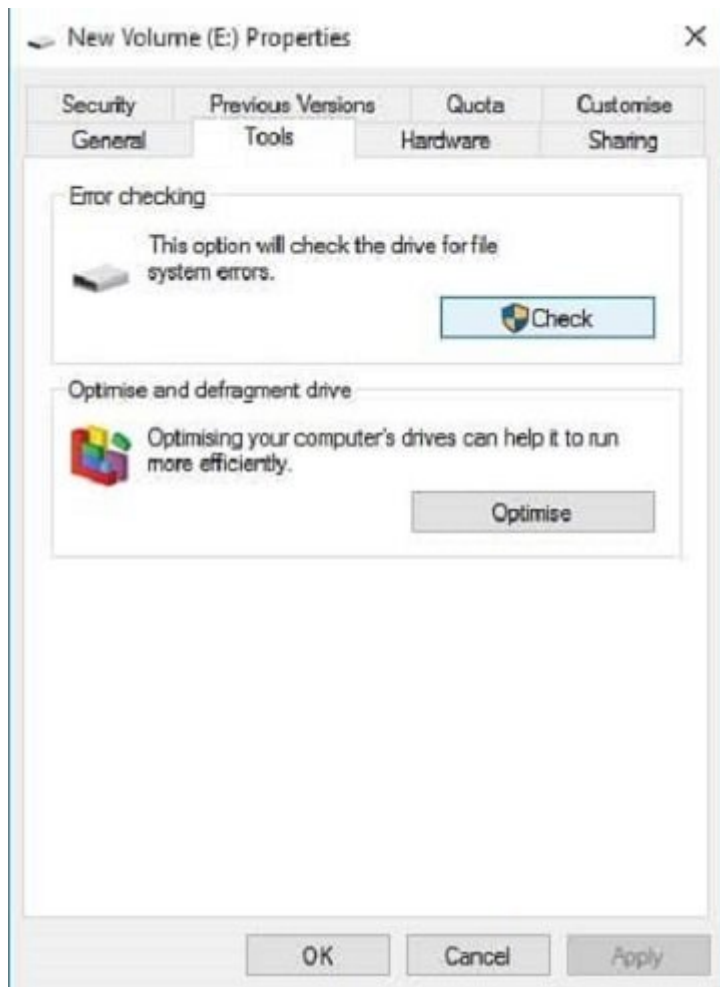 New Volume (E:) Properties
Security Previous Versions Quota Customise
General Tools Hardware Sharing
Error checking
This option will check the drive for file
system errors.
Check
Optimise and defragment drive
Optimising your computer's drives can help it to run
more efficiently.
Optimise
OK Cancel Apply